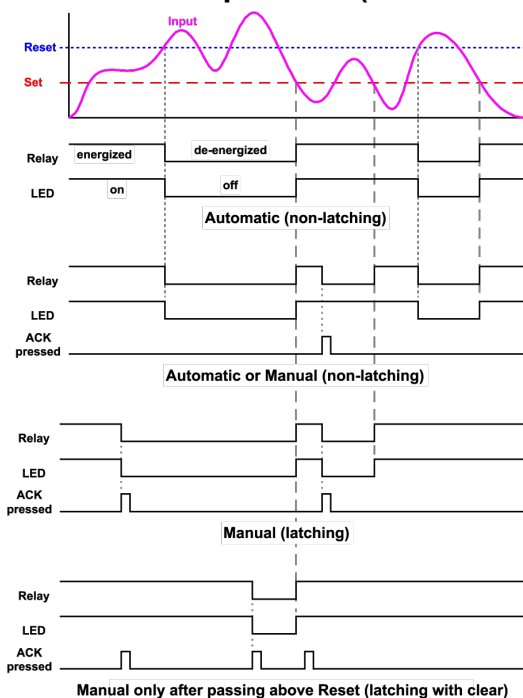 Input
Reset
Set
energized
de-energized
Relay
LED
on
off
Automatic (non-latching)
Relay
LED
ACK
pressed
Automatic or Manual (non-latching)
Relay
LED
ACK
pressed
Manual (latching)
Relay
LED
ACK
pressed
Manual only after passing above Reset (latching with clear)